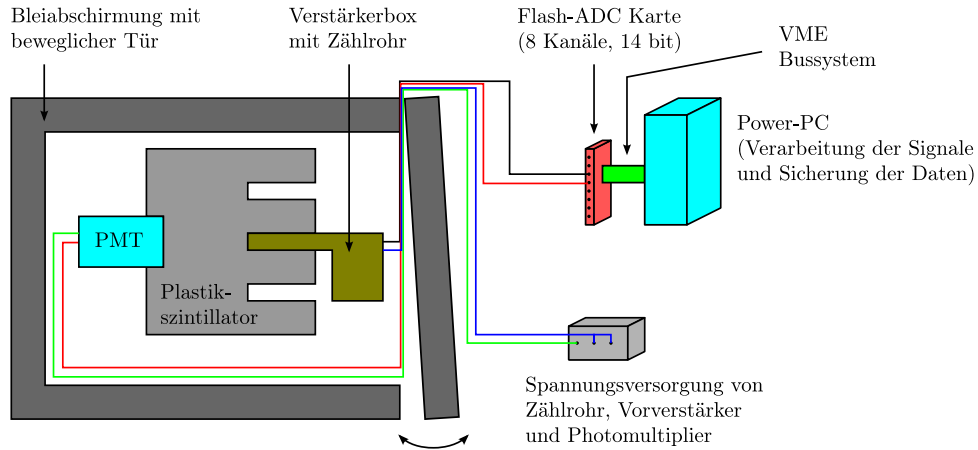 Bleiabschirmung mit
beweglicher Tür
Verstärkerbox
mit Zählrohr
Flash-ADC Karte
(8 Kanäle, 14 bit)
VME
Bussystem
Power-PC
(Verarbeitung der Signale
und Sicherung der Daten)
PMT
Plastik-
szintillator
Spannungsversorgung von
Zählrohr, Vorverstärker
und Photomultiplier